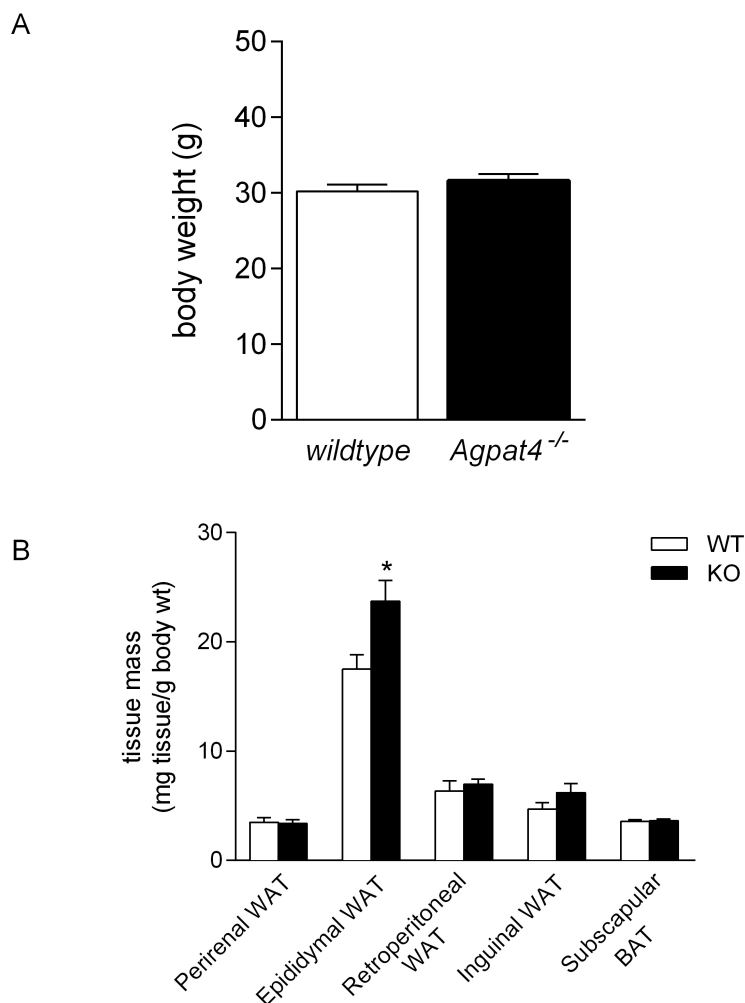 A
body weight (g)
50
40
30
20
10
0
wildtype
Agpat4 -/-
B
tissue mass
(mg tissue/g body wt)
30
20
10
0
*
WT
KO
Perirenal WAT
Epididymal WAT
Retroperitoneal
WAT
Inguinal WAT
Subscapular
BAT